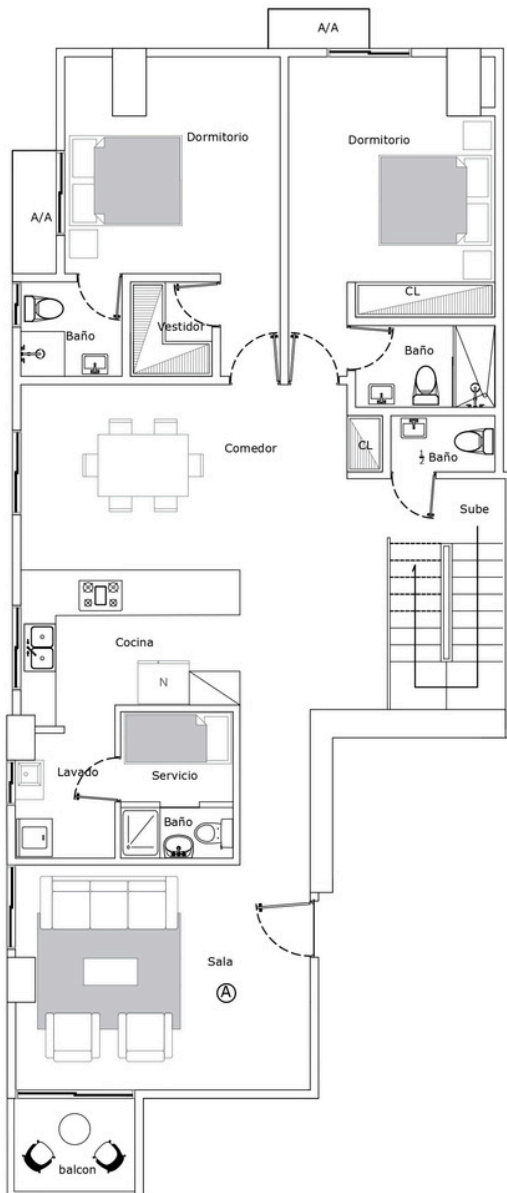 A/A
Dormitorio
Dormitorio
A/A
CL
Vestidor
Baño
Baño
Comedor
CL
½ Baño
Sube
Cocina
N
Lavado
Servicio
Baño
Sala
A
balcon